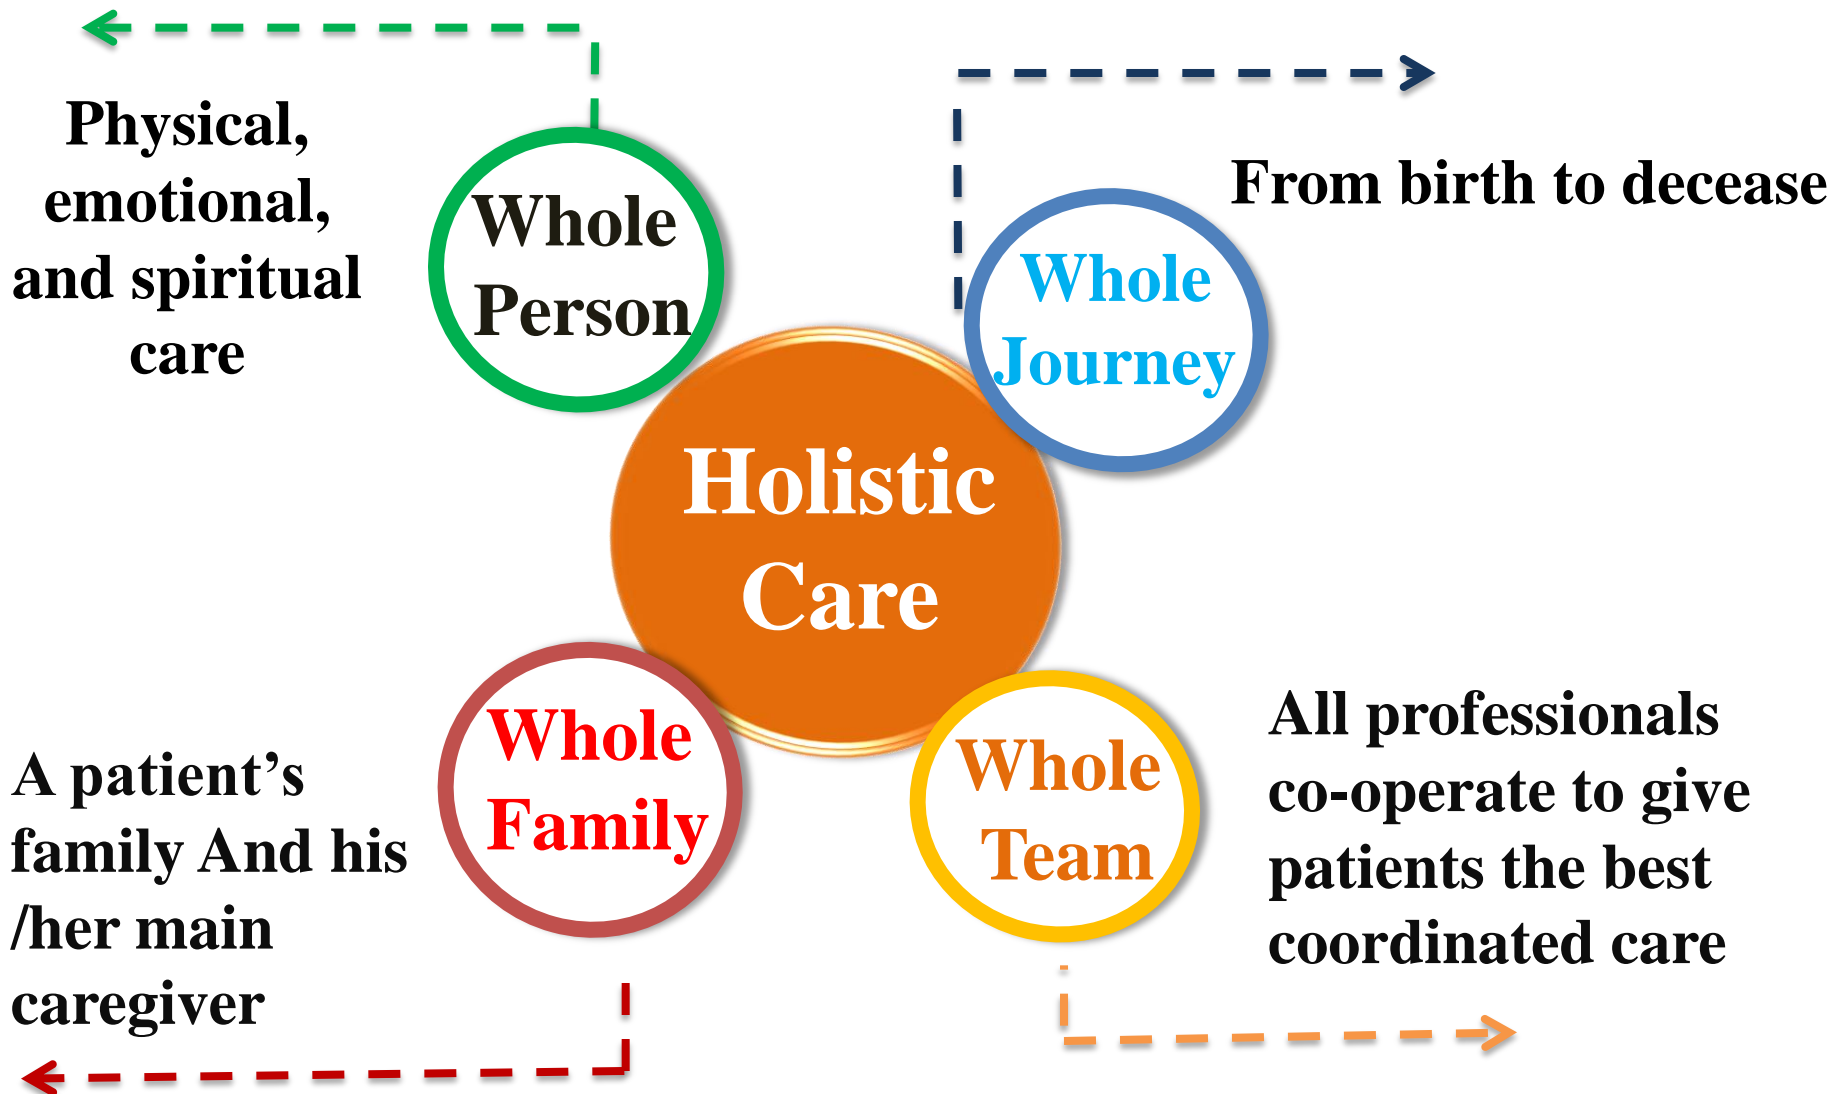 Physical,
emotional,
and spiritual
care
Whole
Person
From birth to decease
Whole
Journey
Holistic
Care
Whole
Family
A patient’s
family And his
/her main
caregiver
Whole
Team
All professionals
co-operate to give
patients the best
coordinated care